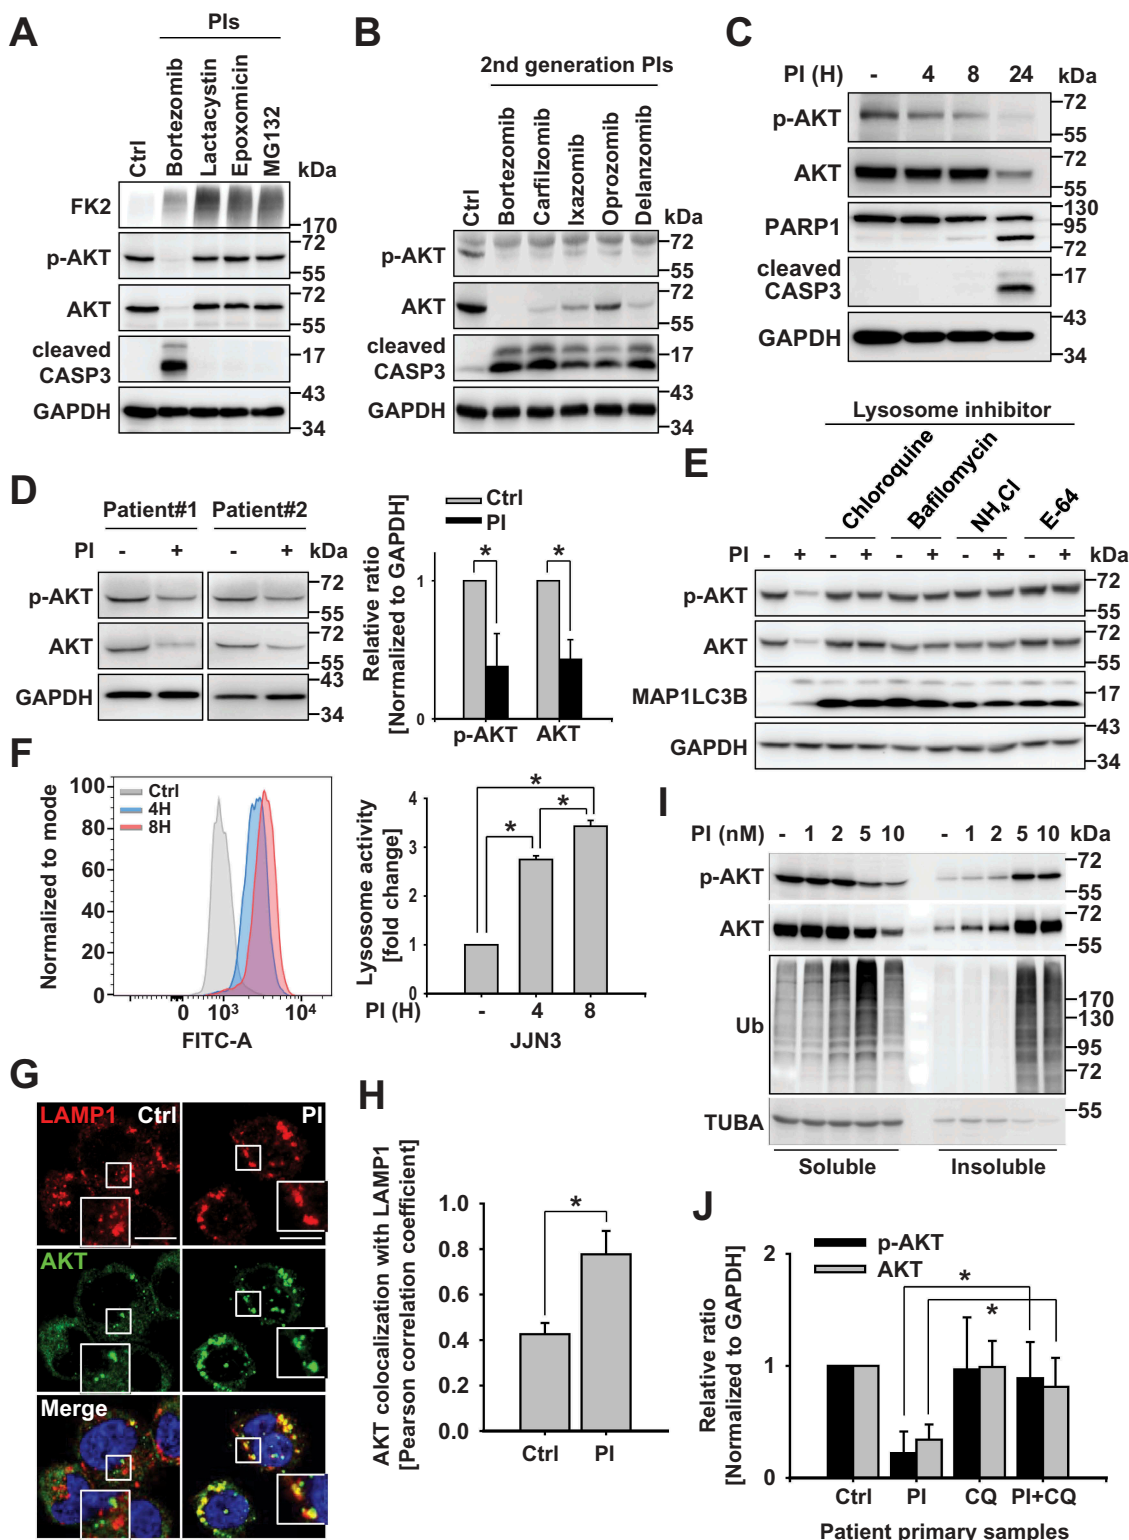 A
PIs
Ctrl
Bortezomib
Lactacystin
Epoxomicin
MG132
kDa
FK2
170
p-AKT
72
55
AKT
72
55
cleaved
CASP3
17
GAPDH
43
34
B
2nd generation PIs
Ctrl
Bortezomib
Carfilzomib
Ixazomib
Oprozomib
Delanzomib
kDa
p-AKT
72
55
AKT
72
55
cleaved
CASP3
17
GAPDH
43
34
C
PI (H) - 4 8 24 kDa
p-AKT
72
55
AKT
72
55
PARP1
130
95
72
cleaved
CASP3
17
GAPDH
43
34
D
Patient#1 Patient#2
PI - + - + kDa
p-AKT
72
55
AKT
72
55
GAPDH
43
34
Relative ratio
[Normalized to GAPDH]
Ctrl
PI
* *
1
0
p-AKT AKT
E
Lysosome inhibitor
Chloroquine
Bafilomycin
NH4Cl
E-64
PI - + - + - + - + - + kDa
p-AKT
72
55
AKT
72
55
MAP1LC3B
17
GAPDH
43
34
F
Normalized to mode
100
80
60
40
20
0
Ctrl
4H
8H
0 10³ 10⁴
FITC-A
Lysosome activity
[fold change]
4
3
2
1
0
*
* *
PI (H) - 4 8
JJN3
G
LAMP1 Ctrl PI
AKT
Merge
H
AKT colocalization with LAMP1
[Pearson correlation coefficient]
1.0
0.8
0.6
0.4
0.2
0.0
*
Ctrl PI
I
PI (nM) - 1 2 5 10 - 1 2 5 10 kDa
p-AKT
72
55
AKT
72
55
Ub
170
130
95
72
TUBA
55
Soluble Insoluble
J
Relative ratio
[Normalized to GAPDH]
p-AKT
AKT
2
1
0
*
*
Ctrl PI CQ PI+CQ
Patient primary samples